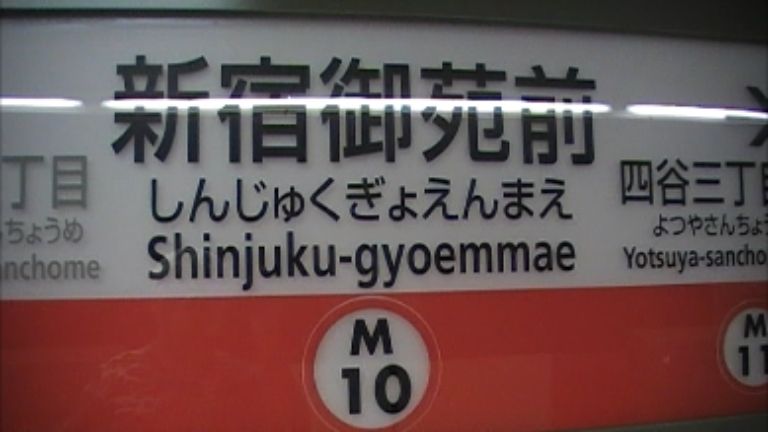 新宿御苑前
しんじゅくぎょえんまえ
Shinjuku-gyoemmae
M
10
丁目
ちょうめ
anchome
四谷三丁目
よつやさんちょう
Yotsuya-sancho
M
11